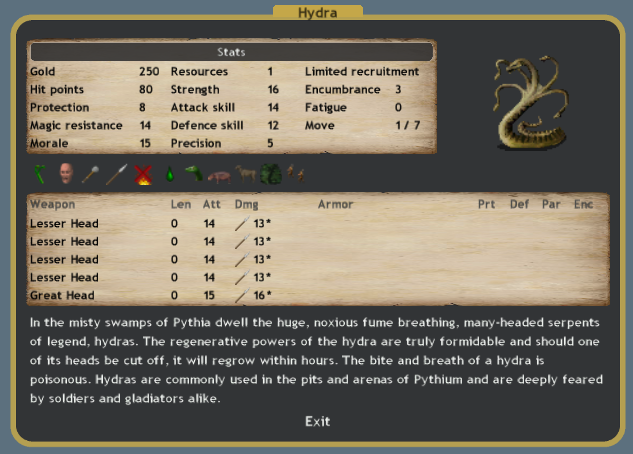 Hydra
Stats
Gold 250 Resources 1 Limited recruitment
Hit points 80 Strength 16 Encumbrance 3
Protection 8 Attack skill 14 Fatigue 0
Magic resistance 14 Defence skill 12 Move 1 / 7
Morale 15 Precision 5
Weapon Len Att Dmg Armor Prt Def Par Enc
Lesser Head 0 14 13*
Lesser Head 0 14 13*
Lesser Head 0 14 13*
Lesser Head 0 14 13*
Great Head 0 15 16*
In the misty swamps of Pythia dwell the huge, noxious fume breathing, many-headed serpents
of legend, hydras. The regenerative powers of the hydra are truly formidable and should one
of its heads be cut off, it will regrow within hours. The bite and breath of a hydra is
poisonous. Hydras are commonly used in the pits and arenas of Pythium and are deeply feared
by soldiers and gladiators alike.
Exit